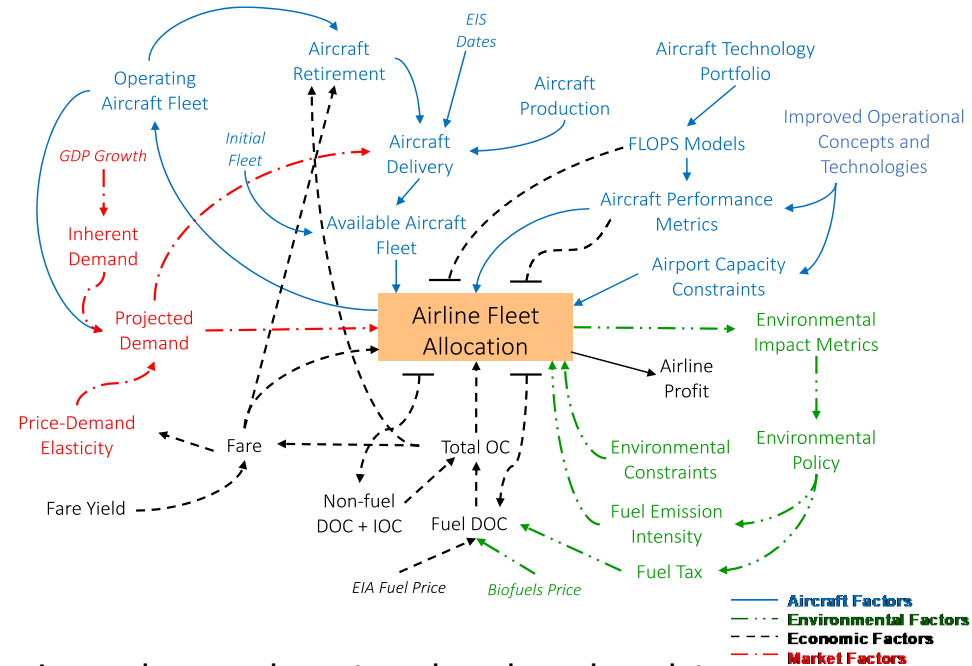 EIS
Dates
Aircraft
Retirement
Aircraft Technology
Portfolio
Operating
Aircraft Fleet
Aircraft
Production
Improved Operational
Concepts and
Technologies
Initial
Fleet
Aircraft
Delivery
FLOPS Models
GDP Growth
Aircraft Performance
Metrics
Available Aircraft
Fleet
Inherent
Demand
Airport Capacity
Constraints
Projected
Demand
Airline Fleet
Allocation
Environmental
Impact Metrics
Airline
Profit
Price-Demand
Elasticity
Fare
Total OC
Environmental
Constraints
Environmental
Policy
Fare Yield
Non-fuel
DOC + IOC
Fuel DOC
Fuel Emission
Intensity
Fuel Tax
EIA Fuel Price
Biofuels Price
Aircraft Factors
Environmental Factors
Economic Factors
Market Factors